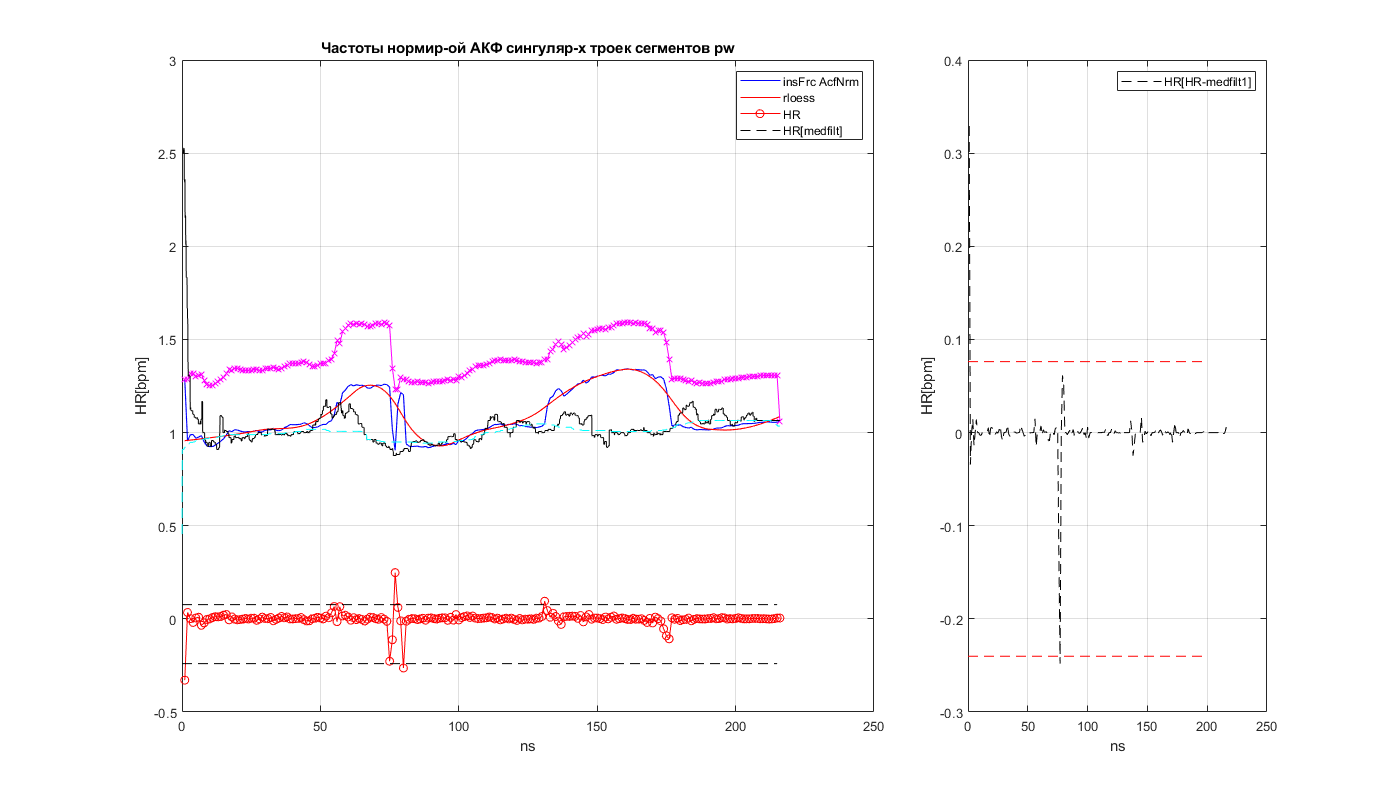 Частоты нормир-ой АКФ сингуляр-х троек сегментов pw
3
2.5
2
1.5
1
0.5
0
-0.5
HR[bpm]
0
50
100
150
200
250
ns
insFrc AcfNrm
rloess
HR
HR[medfilt]
0.4
0.3
0.2
0.1
0
-0.1
-0.2
-0.3
HR[bpm]
0
50
100
150
200
250
ns
HR[HR-medfilt1]